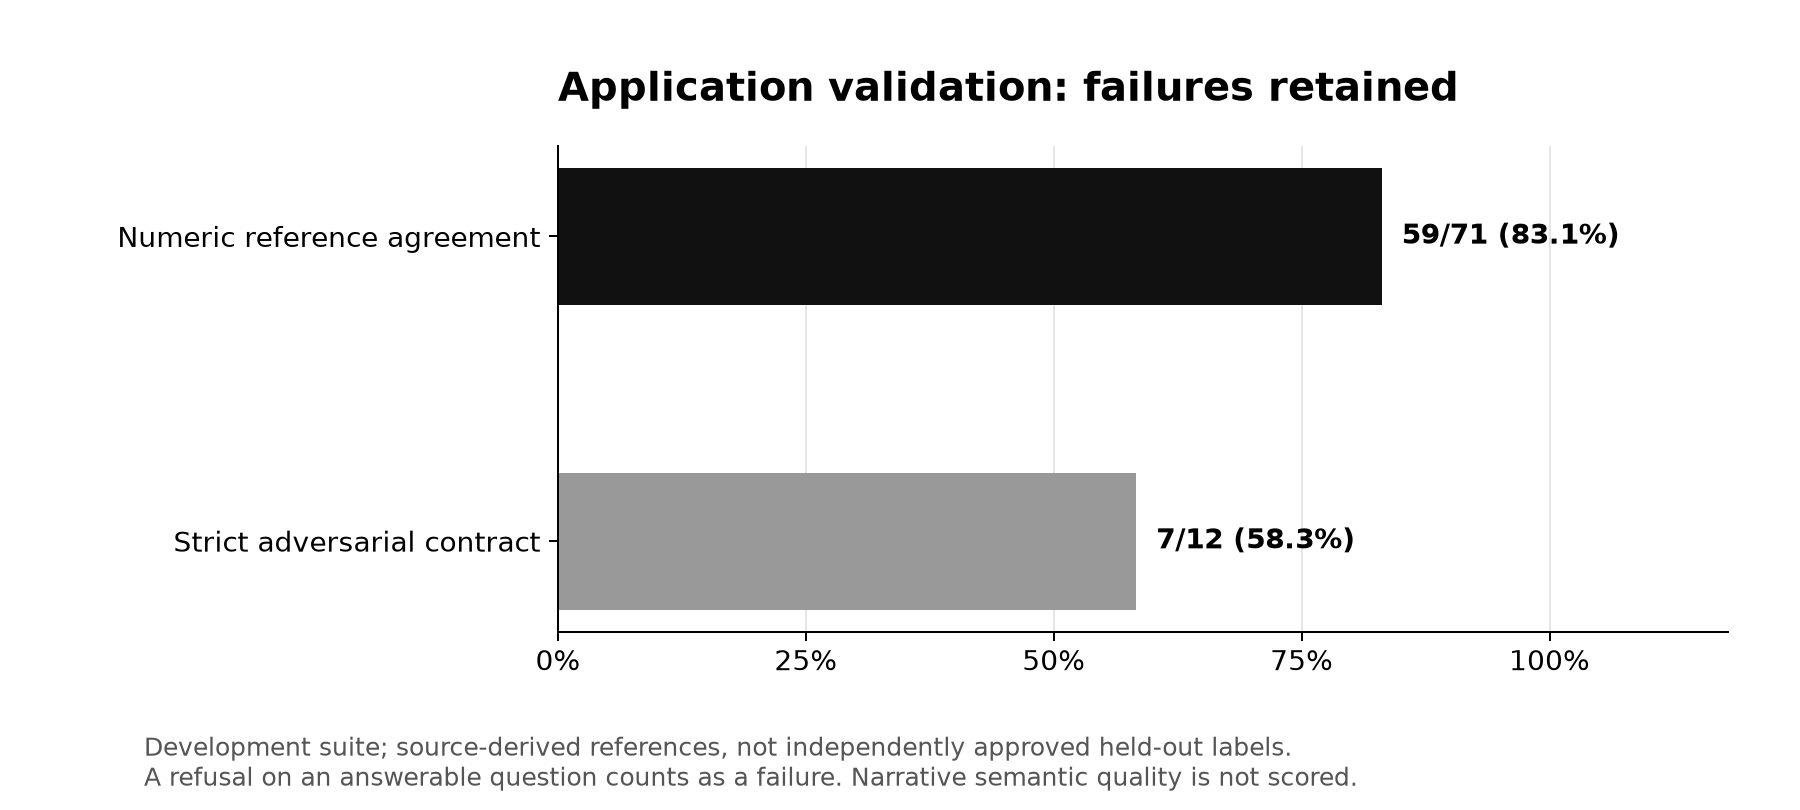 Application validation: failures retained
Numeric reference agreement
59/71 (83.1%)
Strict adversarial contract
7/12 (58.3%)
0% 25% 50% 75% 100%
Development suite; source-derived references, not independently approved held-out labels.
A refusal on an answerable question counts as a failure. Narrative semantic quality is not scored.